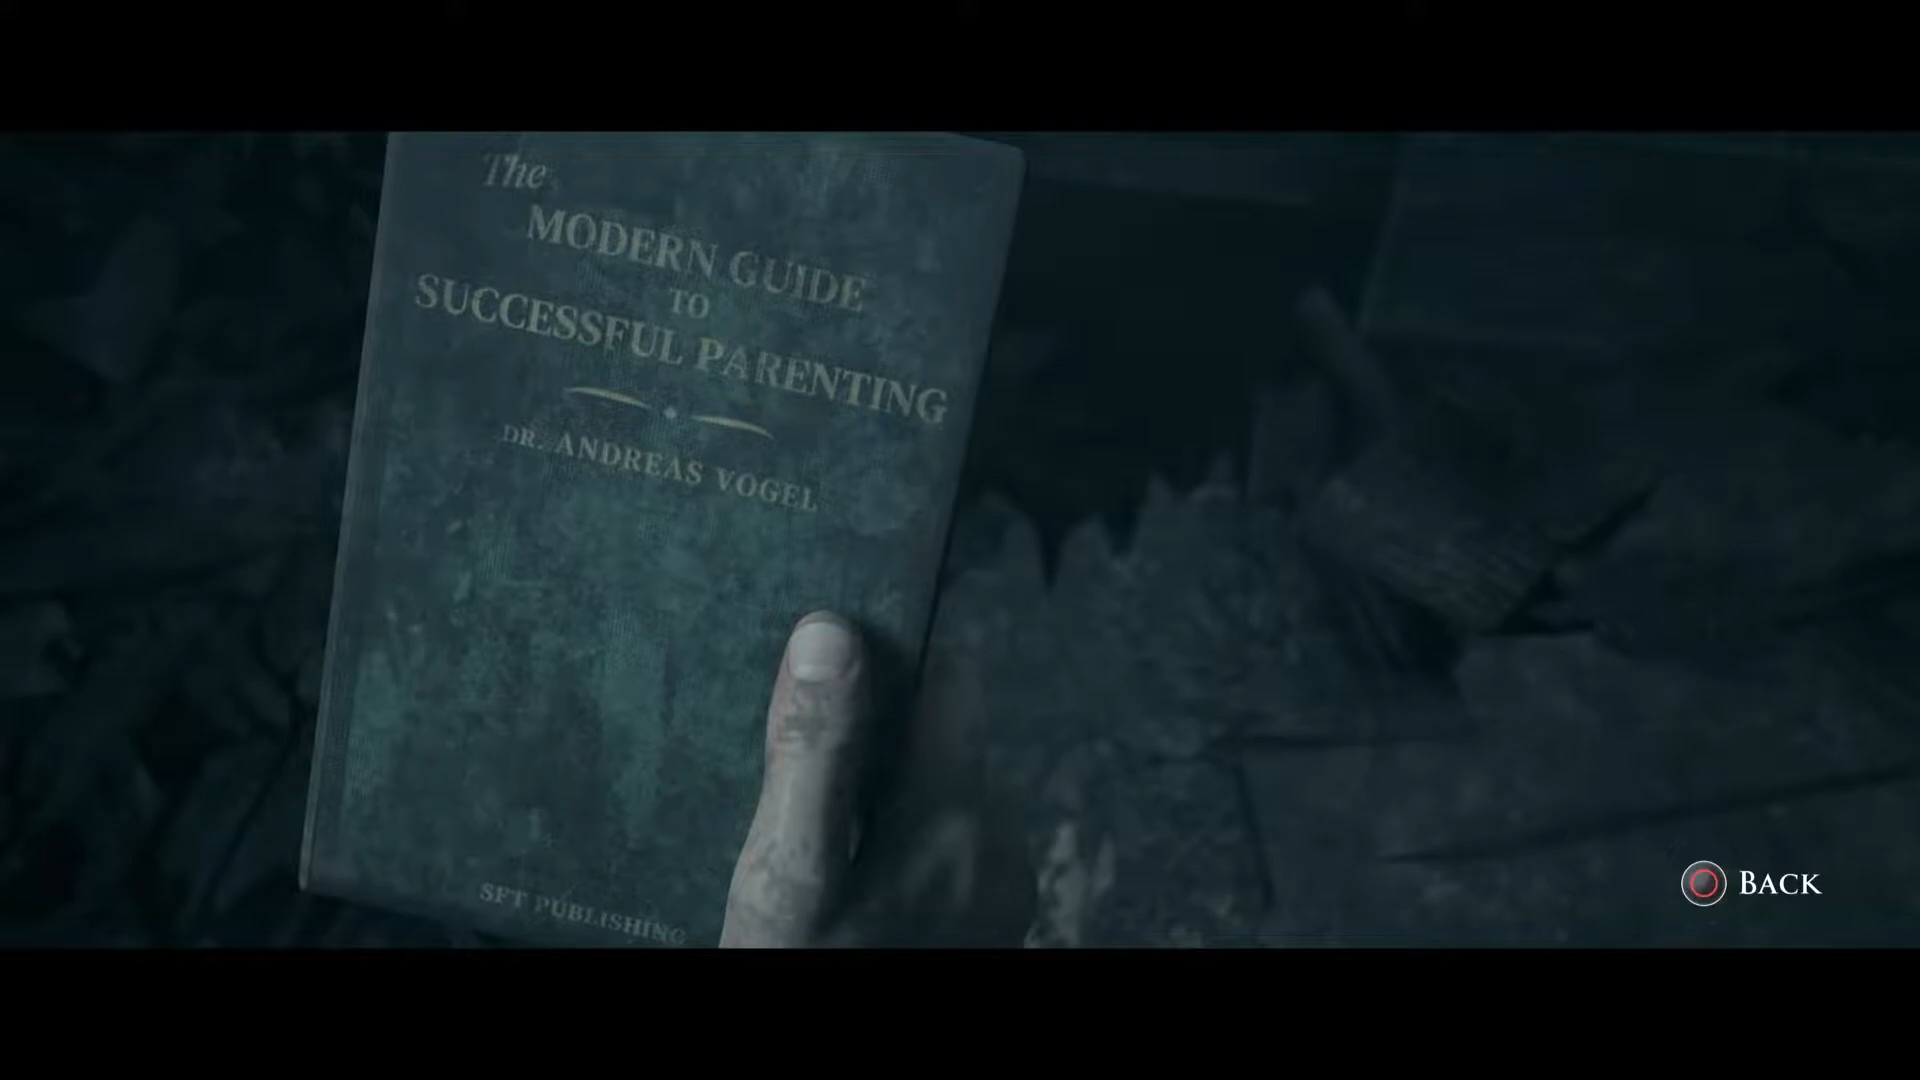 The
MODERN GUIDE
TO
SUCCESSFUL PARENTING
DR. ANDREAS VOGEL
SFT PUBLISHING
BACK